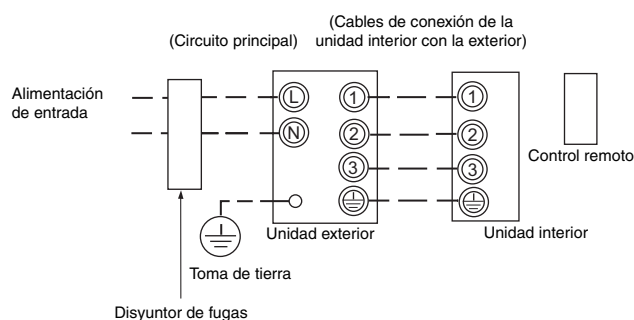 (Circuito principal)
(Cables de conexión de la
unidad interior con la exterior)
Alimentación
de entrada
L
N
1
2
3
1
2
3
Control remoto
Unidad exterior
Unidad interior
Toma de tierra
Disyuntor de fugas